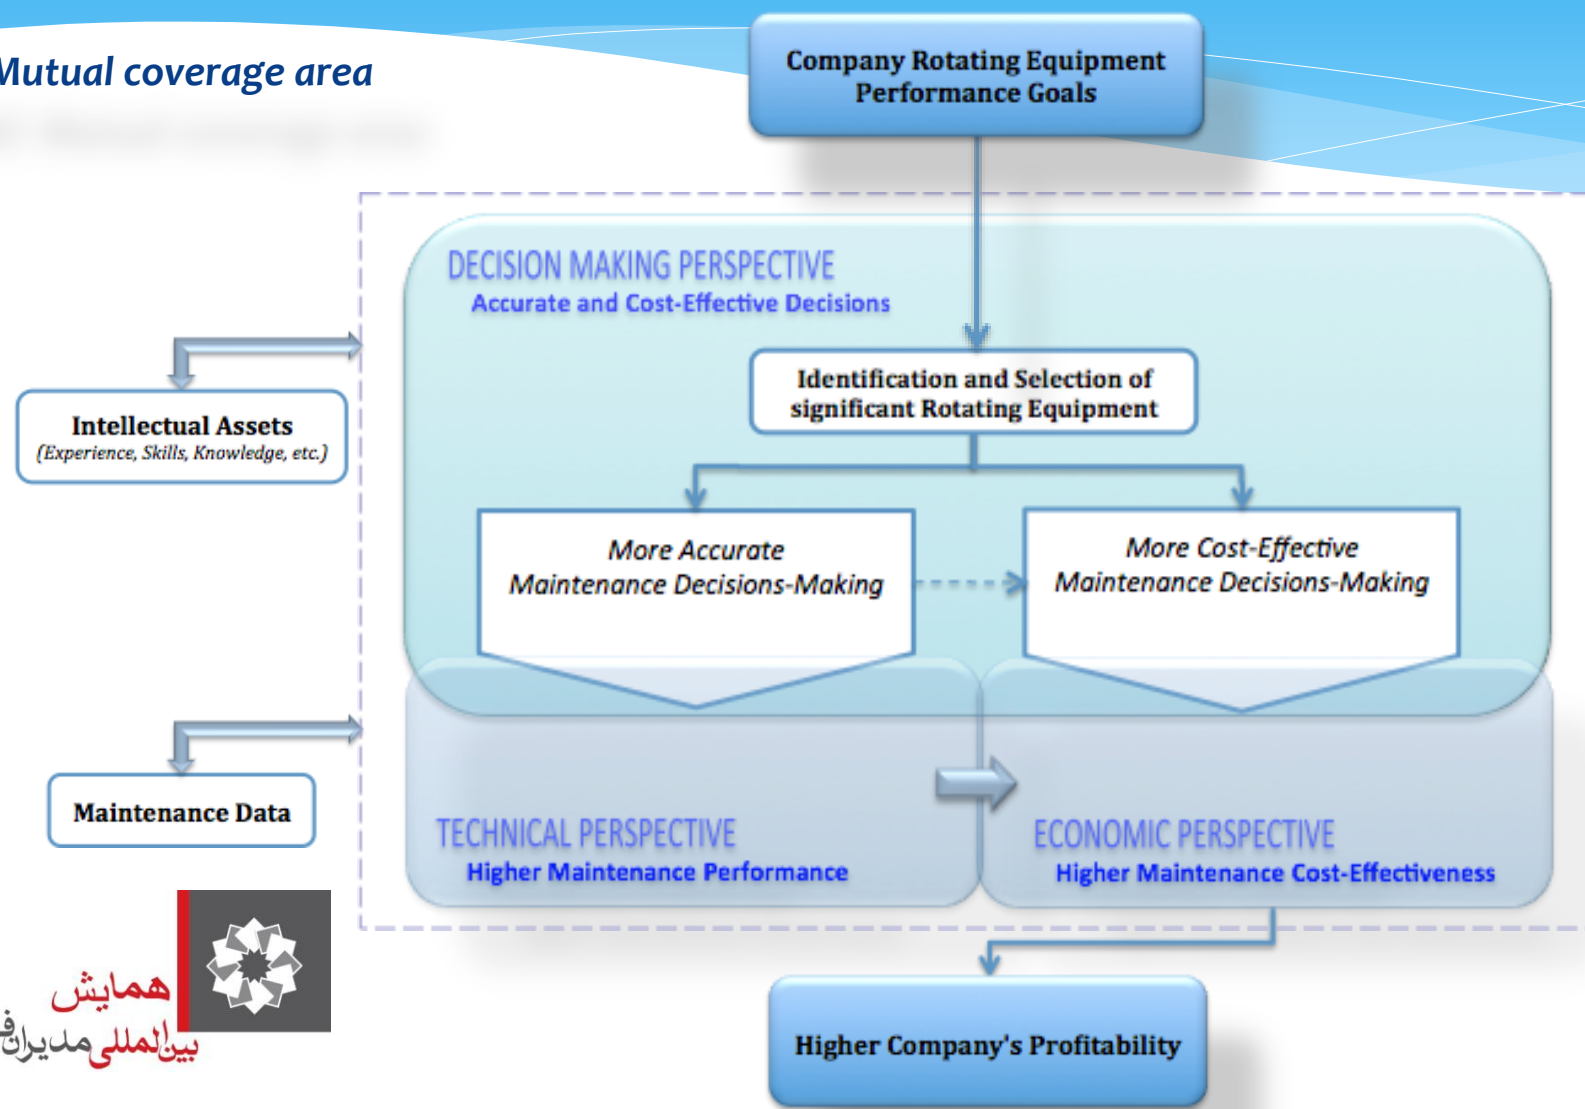 Mutual coverage area
Company Rotating Equipment
Performance Goals
DECISION MAKING PERSPECTIVE
Accurate and Cost-Effective Decisions
Identification and Selection of
significant Rotating Equipment
Intellectual Assets
(Experience, Skills, Knowledge, etc.)
More Accurate
Maintenance Decisions-Making
More Cost-Effective
Maintenance Decisions-Making
Maintenance Data
TECHNICAL PERSPECTIVE
Higher Maintenance Performance
ECONOMIC PERSPECTIVE
Higher Maintenance Cost-Effectiveness
همایش
بین‌المللی مدیران
Higher Company's Profitability